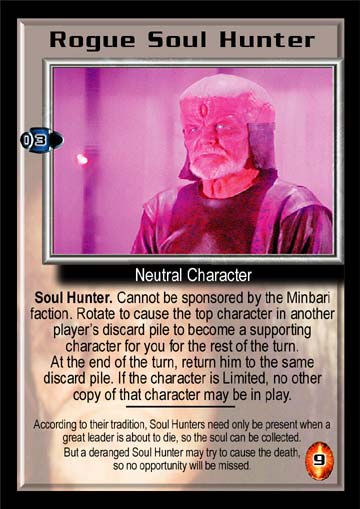 Rogue Soul Hunter
Neutral Character
Soul Hunter. Cannot be sponsored by the Minbari
faction. Rotate to cause the top character in another
player's discard pile to become a supporting
character for you for the rest of the turn.
At the end of the turn, return him to the same
discard pile. If the character is Limited, no other
copy of that character may be in play.
According to their tradition, Soul Hunters need only be present when a
great leader is about to die, so the soul can be collected.
But a deranged Soul Hunter may try to cause the death,
so no opportunity will be missed.
9